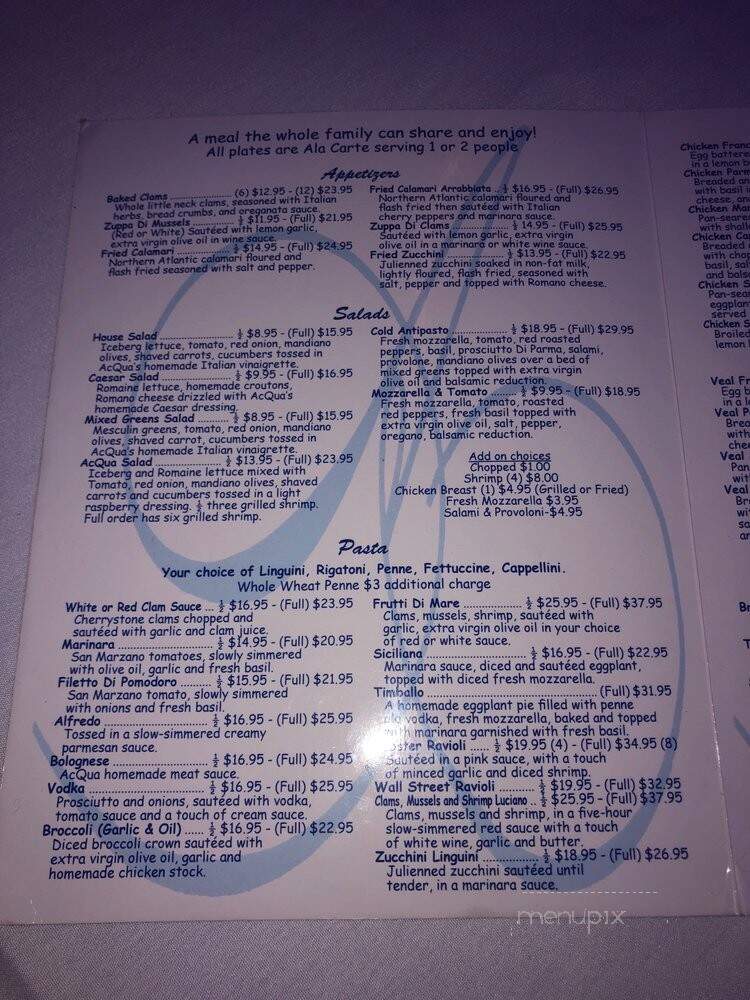 A meal the whole family can share and enjoy!
All plates are Ala Carte serving 1 or 2 people
Appetizers
Baked Clams ..................... (6) $12.95 - (12) $23.95
Whole little neck clams, seasoned with Italian
herbs, bread crumbs, and oreganata sauce.
Zuppa Di Mussels ............ ½ $11.95 - (Full) $21.95
(Red or White) Sautéed with lemon garlic,
extra virgin olive oil in wine sauce.
Fried Calamari ................. ½ $14.95 - (Full) $24.95
Northern Atlantic calamari floured and
flash fried seasoned with salt and pepper.
Fried Calamari Arrabbiata .. ½ $16.95 - (Full) $26.95
Northern Atlantic calamari floured and
flash fried then sautéed with Italian
cherry peppers and marinara sauce.
Zuppa Di Clams ................ ½ 14.95 - (Full) $25.95
Sautéed with lemon garlic, extra virgin
olive oil in a marinara or white wine sauce.
Fried Zucchini .................. ½ $13.95 - (Full) $22.95
Julienned zucchini soaked in non-fat milk,
lightly floured, flash fried, seasoned with
salt, pepper and topped with Romano cheese.
Salads
House Salad ..................... ½ $8.95 - (Full) $15.95
Iceberg lettuce, tomato, red onion, mandiano
olives, shaved carrots, cucumbers tossed in
AcQua's homemade Italian vinaigrette.
Caesar Salad .................... ½ $9.95 - (Full) $16.95
Romaine lettuce, homemade croutons,
Romano cheese drizzled with AcQua's
homemade Caesar dressing.
Mixed Greens Salad .......... ½ $8.95 - (Full) $15.95
Mesculin greens, tomato, red onion, mandiano
olives, shaved carrot, cucumbers tossed in
AcQua's homemade Italian vinaigrette.
AcQua Salad ................... ½ $13.95 - (Full) $23.95
Iceberg and Romaine lettuce mixed with
Tomato, red onion, mandiano olives, shaved
carrots and cucumbers tossed in a light
raspberry dressing. ½ three grilled shrimp.
Full order has six grilled shrimp.
Cold Antipasto ............... ½ $18.95 - (Full) $29.95
Fresh mozzarella, tomato, red roasted
peppers, basil, prosciutto Di Parma, salami,
provolone, mandiano olives over a bed of
mixed greens topped with extra virgin
olive oil and balsamic reduction.
Mozzarella & Tomato ....... ½ $9.95 - (Full) $18.95
Fresh mozzarella, tomato, roasted
red peppers, fresh basil topped with
extra virgin olive oil, salt, pepper,
oregano, balsamic reduction.
Add on choices
Chopped $1.00
Shrimp (4) $8.00
Chicken Breast (1) $4.95 (Grilled or Fried)
Fresh Mozzarella $3.95
Salami & Provoloni-$4.95
Pasta
Your choice of Linguini, Rigatoni, Penne, Fettuccine, Cappellini.
Whole Wheat Penne $3 additional charge
White or Red Clam Sauce ... ½ $16.95 - (Full) $23.95
Cherrystone clams chopped and
sautéed with garlic and clam juice.
Marinara ......................... ½ $14.95 - (Full) $20.95
San Marzano tomatoes, slowly simmered
with olive oil, garlic and fresh basil.
Filetto Di Pomodoro ......... ½ $15.95 - (Full) $21.95
San Marzano tomato, slowly simmered
with onions and fresh basil.
Alfredo ........................... ½ $16.95 - (Full) $25.95
Tossed in a slow-simmered creamy
parmesan sauce.
Bolognese ....................... ½ $16.95 - (Full) $24.95
AcQua homemade meat sauce.
Vodka ............................. ½ $16.95 - (Full) $25.95
Prosciutto and onions, sautéed with vodka,
tomato sauce and a touch of cream sauce.
Broccoli (Garlic & Oil) ...... ½ $16.95 - (Full) $22.95
Diced broccoli crown sautéed with
extra virgin olive oil, garlic and
homemade chicken stock.
Frutti Di Mare ................. ½ $25.95 - (Full) $37.95
Clams, mussels, shrimp, sautéed with
garlic, extra virgin olive oil in your choice
of red or white sauce.
Siciliana .......................... ½ $16.95 - (Full) $22.95
Marinara sauce, diced and sautéed eggplant,
topped with diced fresh mozzarella.
Timballo .................................... (Full) $31.95
A homemade eggplant pie filled with penne
ala vodka, fresh mozzarella, baked and topped
with marinara garnished with fresh basil.
Ravioli ..... ½ $19.95 (4) - (Full) $34.95 (8)
Sautéed in a pink sauce, with a touch
of minced garlic and diced shrimp.
Wall Street Ravioli .......... ½ $19.95 - (Full) $32.95
Clams, Mussels and Shrimp Luciano .. ½ $25.95 - (Full) $37.95
Clams, mussels and shrimp, in a five-hour
slow-simmered red sauce with a touch
of white wine, garlic and butter.
Zucchini Linguini .............. ½ $18.95 - (Full) $26.95
Julienned zucchini sautéed until
tender, in a marinara sauce.
Chicken
Egg
in a lemon
Chicken
Breaded
with basil
cheese,
Chicken
Chicken
Breaded
Chicken
eggplant
served
Chicken
Broiled
lemon
Veal
Egg
in a
Veal
Veal
Veal
menupix